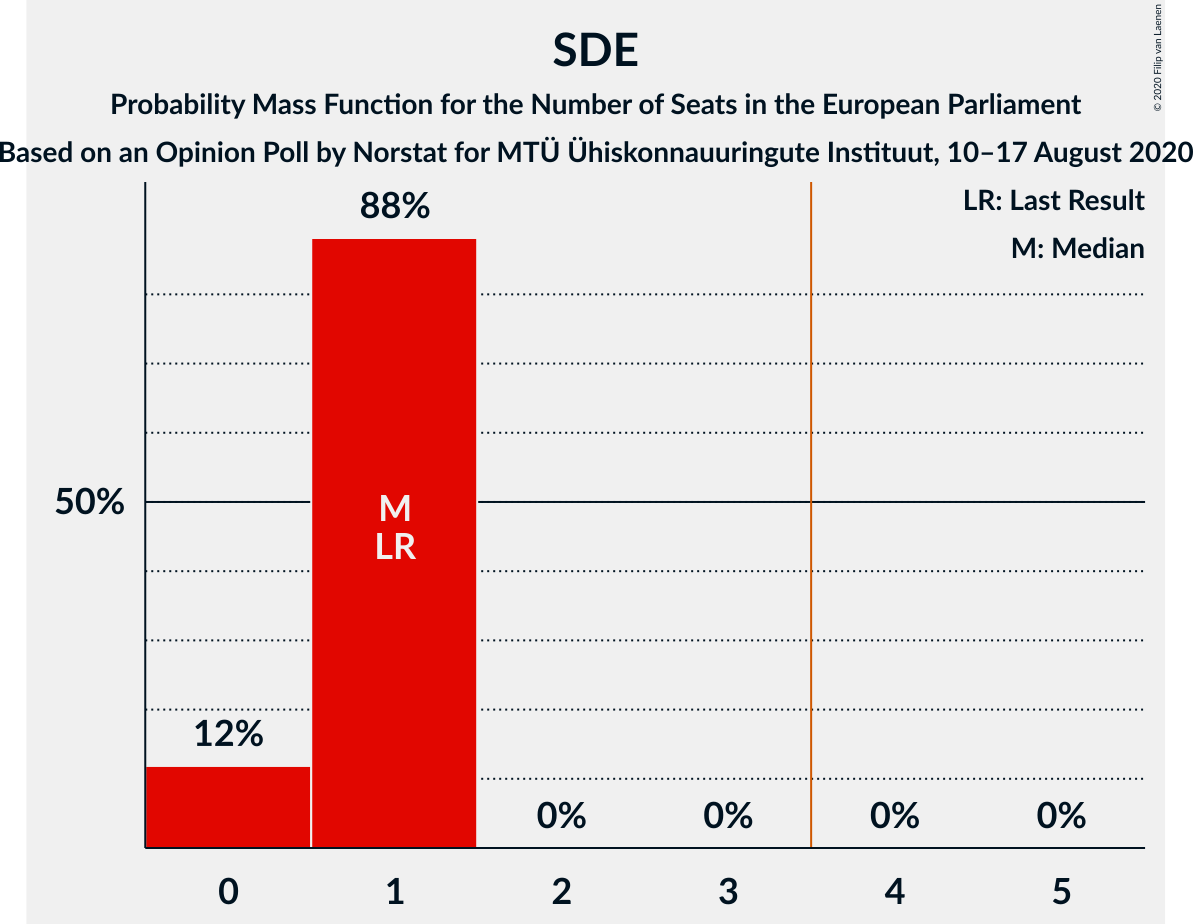 SDE
Probability Mass Function for the Number of Seats in the European Parliament
Based on an Opinion Poll by Norstat for MTÜ Ühiskonnauuringute Instituut, 10–17 August 2020
© 2020 Filip van Laenen
LR: Last Result
M: Median
88%
50%
M
LR
12%
0%
0%
0%
0%
0
1
2
3
4
5